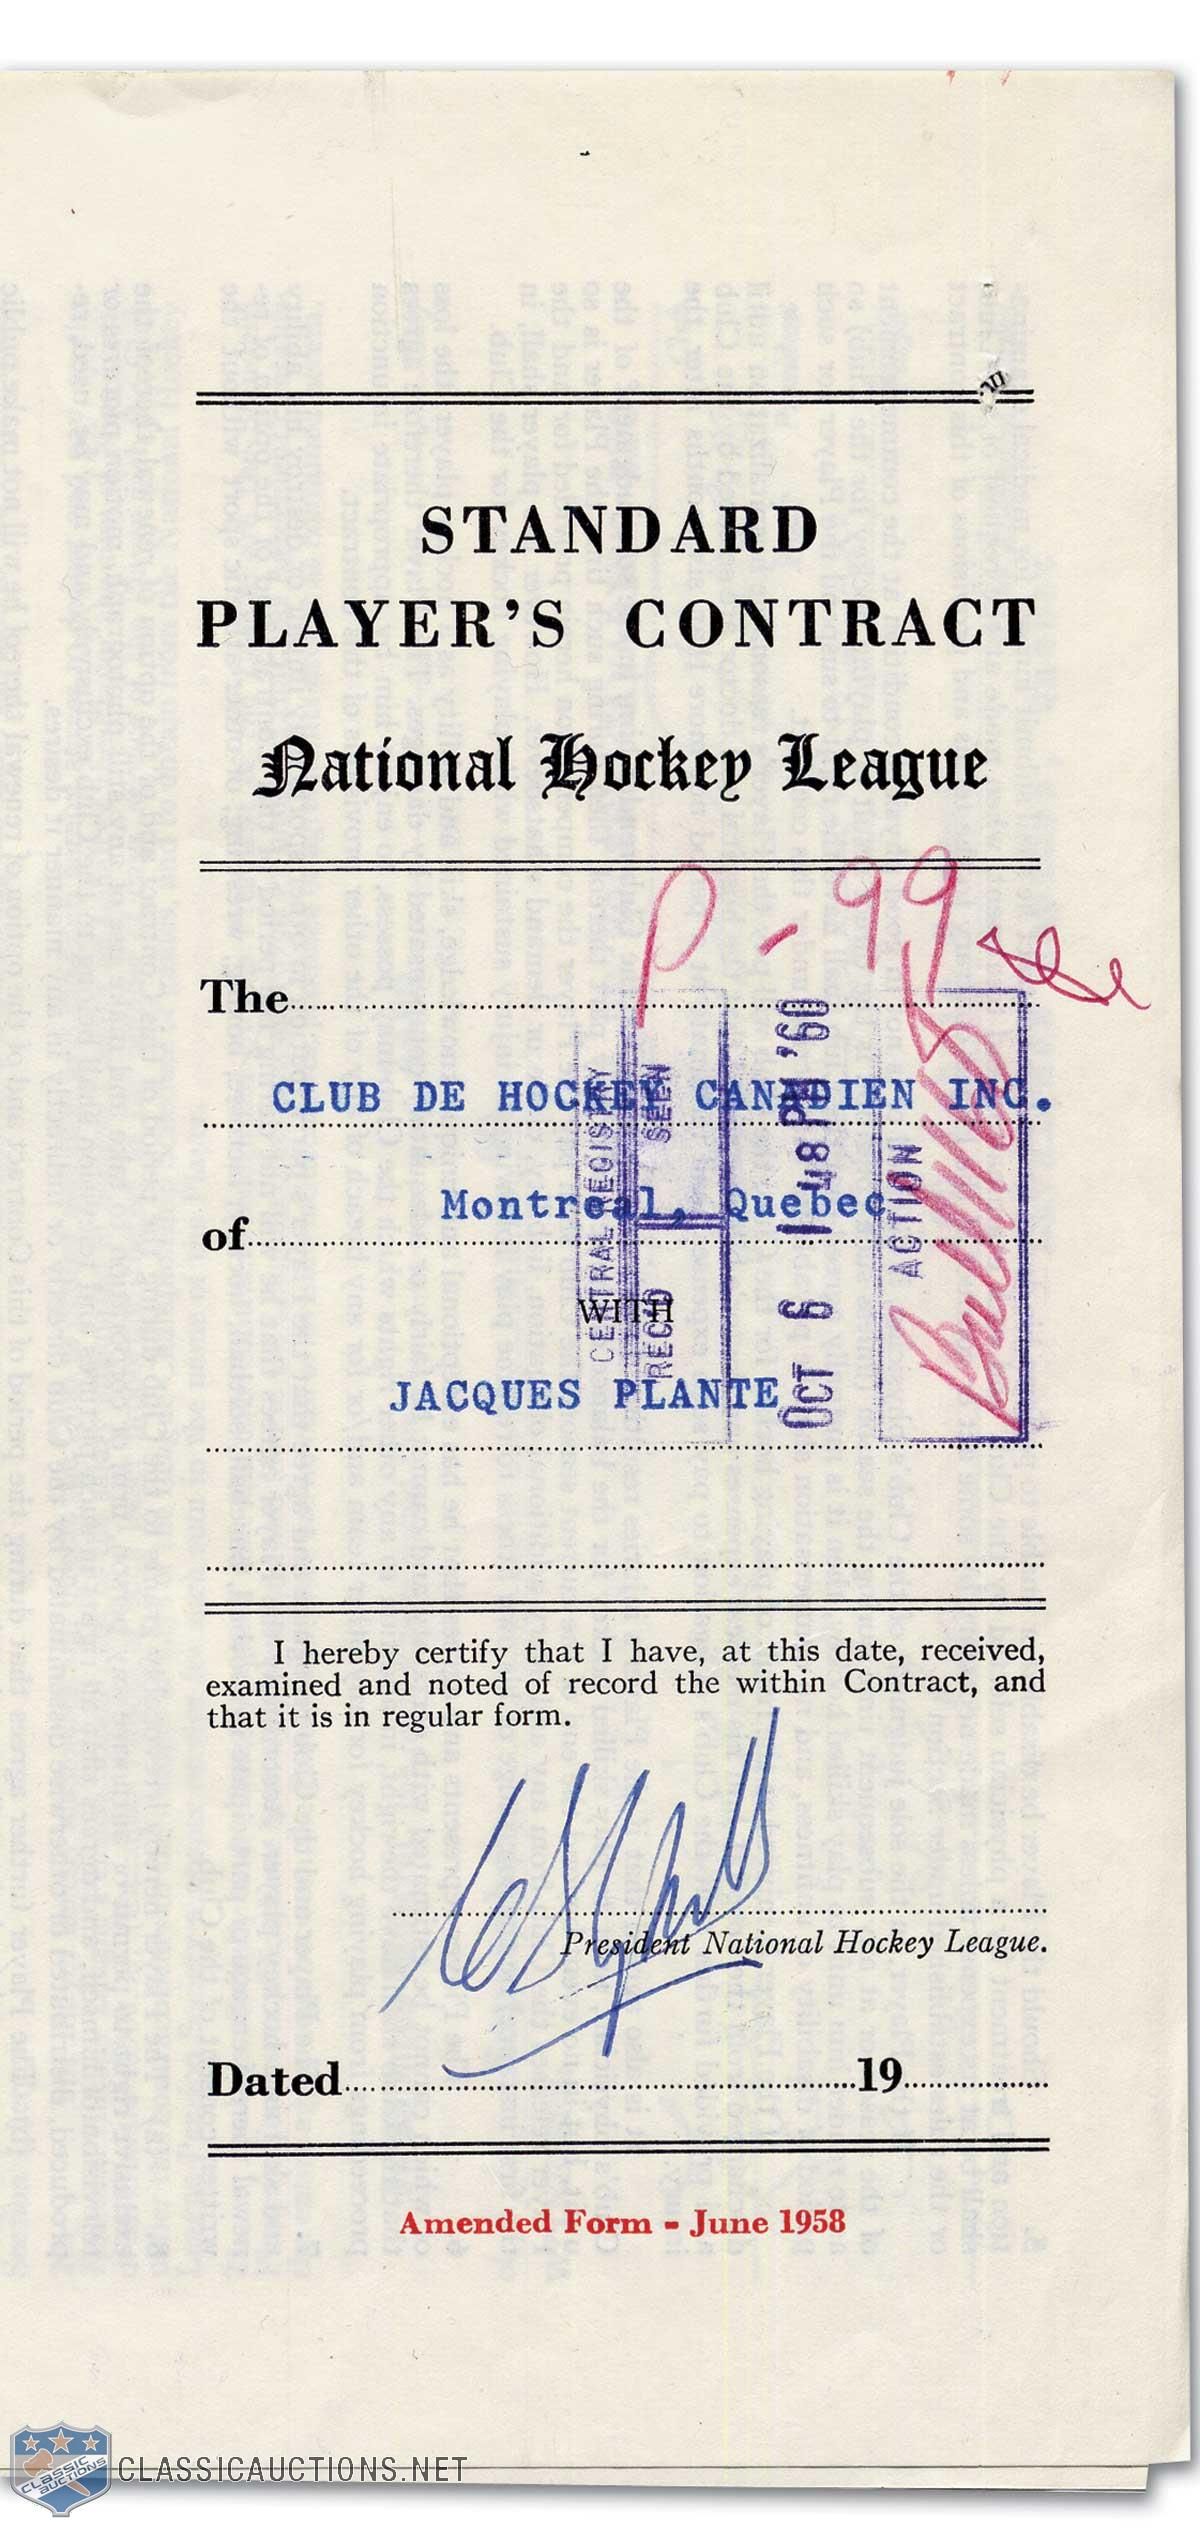 STANDARD
PLAYER’S CONTRACT
National Hockey League
P - 99
The
CLUB DE HOCKEY CANADIEN INC.
of Montreal, Quebec
WITH
JACQUES PLANTE
CENTRAL REGISTRY
REC'D SEEN
OCT 6 1 48 PM '60
ACTION
I hereby certify that I have, at this date, received,
examined and noted of record the within Contract, and
that it is in regular form.
President National Hockey League.
Dated 19
Amended Form - June 1958
CLASSIC
AUCTIONS
CLASSICAUCTIONS.NET